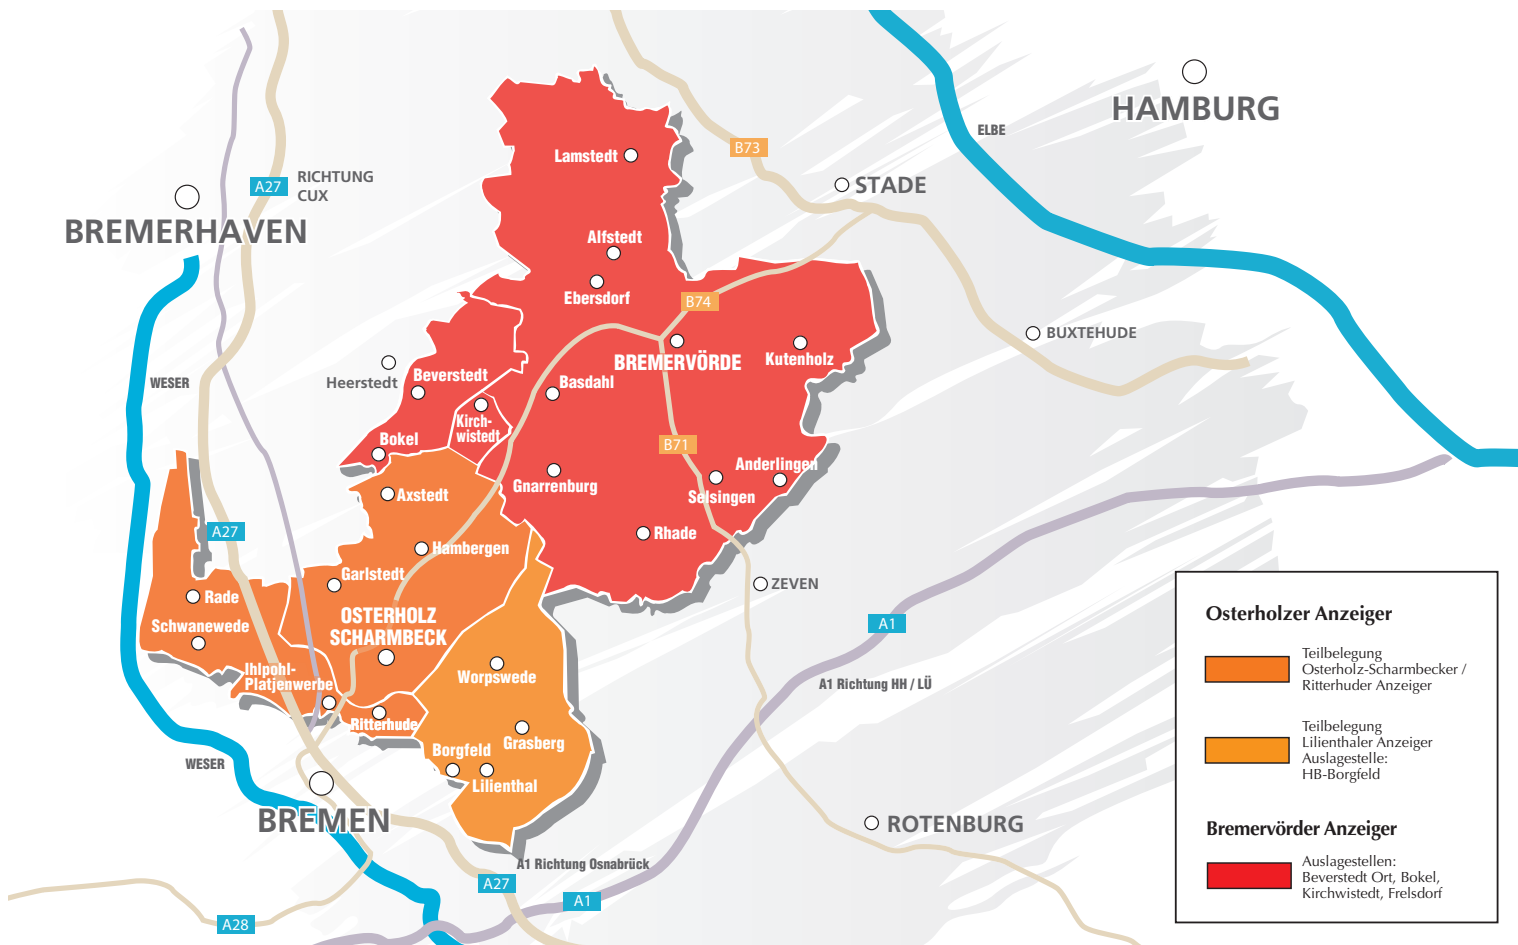 HAMBURG
ELBE
B73
STADE
Lamstedt
A27
RICHTUNG
CUX
BREMERHAVEN
Alfstedt
Ebersdorf
B74
BUXTEHUDE
BREMERVÖRDE
Kutenholz
WESER
Heerstedt
Beverstedt
Basdahl
Kirch-
wistedt
Bokel
B71
Anderlingen
Gnarrenburg
Selsingen
Axstedt
A27
Rhade
Hambergen
Garlstedt
ZEVEN
Rade
OSTERHOLZ
SCHARMBECK
Schwanewede
A1
Ihlpohl-
Platjenwerbe
Worpswede
A1 Richtung HH / LÜ
Ritterhude
Grasberg
Borgfeld
Lilienthal
WESER
BREMEN
ROTENBURG
A1 Richtung Osnabrück
A27
A1
A28
Osterholzer Anzeiger
Teilbelegung
Osterholz-Scharmbecker /
Ritterhuder Anzeiger
Teilbelegung
Lilienthaler Anzeiger
Auslagestelle:
HB-Borgfeld
Bremervörder Anzeiger
Auslagestellen:
Beverstedt Ort, Bokel,
Kirchwistedt, Frelsdorf